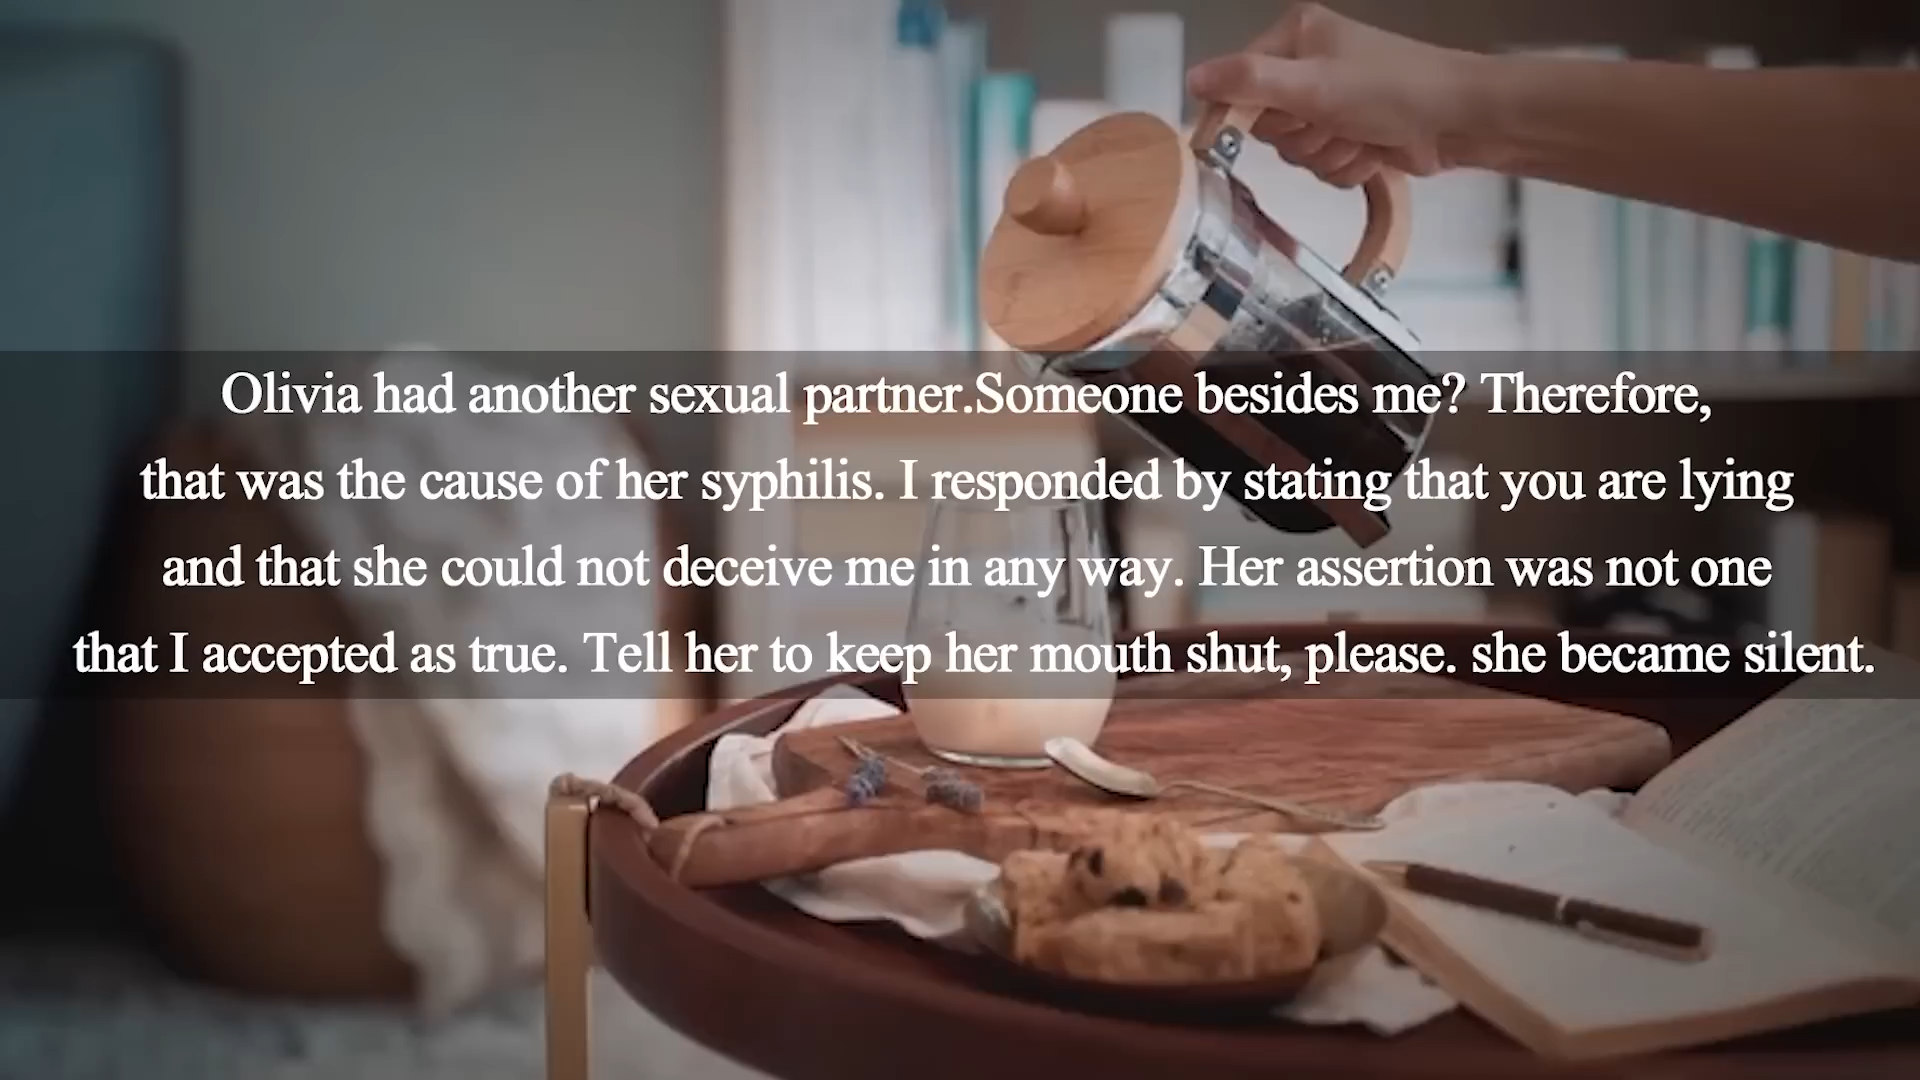 Olivia had another sexual partner.Someone besides me? Therefore,
that was the cause of her syphilis. I responded by stating that you are lying
and that she could not deceive me in any way. Her assertion was not one
that I accepted as true. Tell her to keep her mouth shut, please. she became silent.